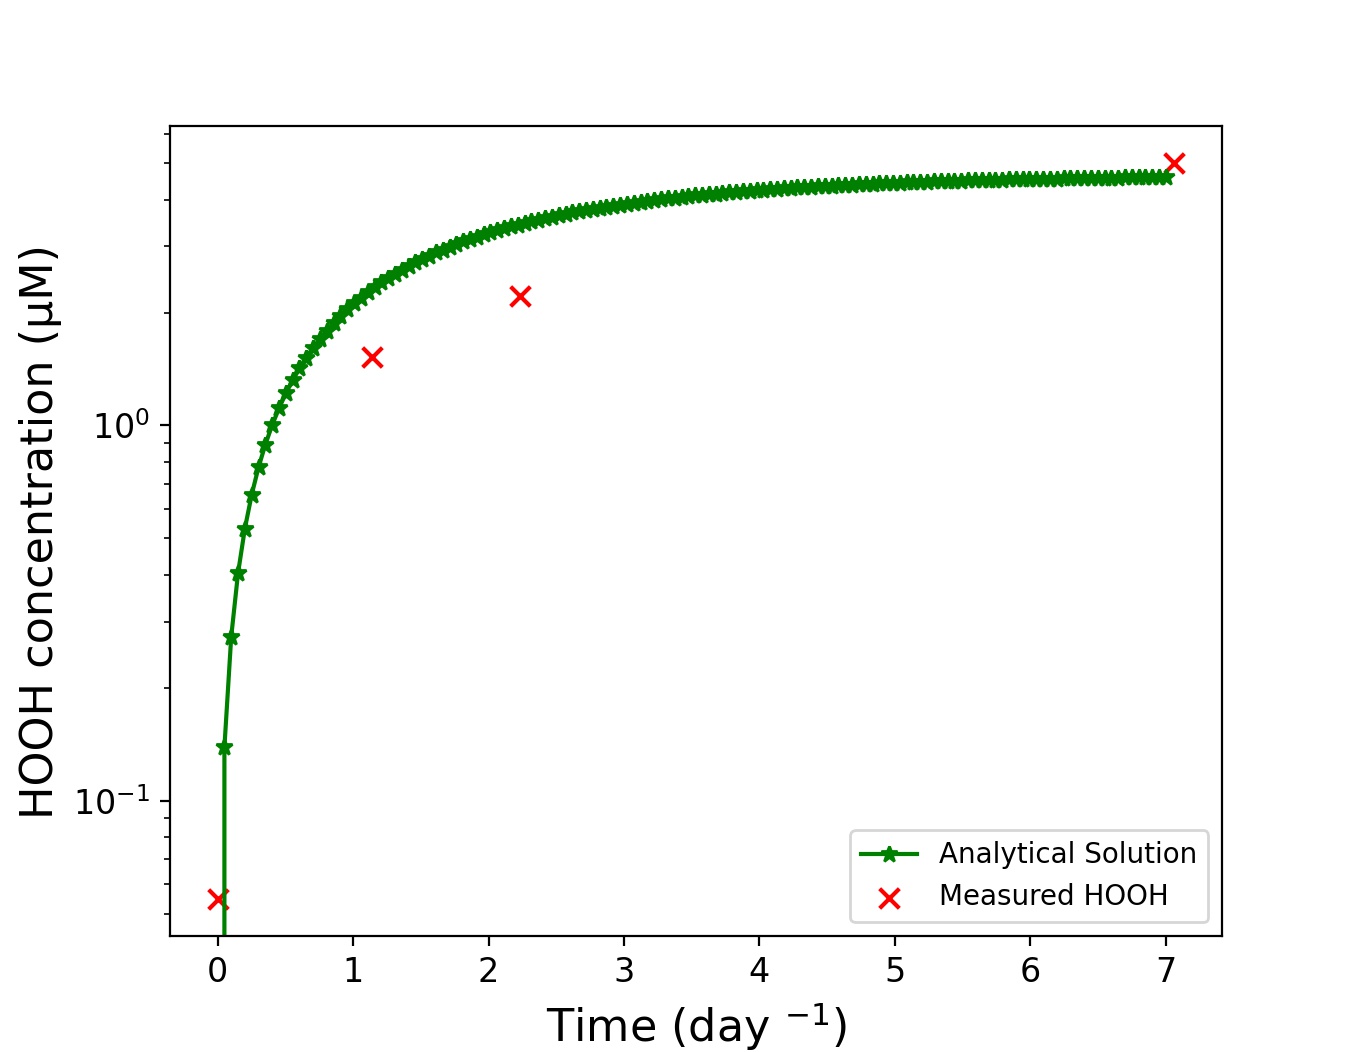 HOOH concentration (μM)
10⁰
10⁻¹
0 1 2 3 4 5 6 7
Time (day ⁻¹)
Analytical Solution
Measured HOOH